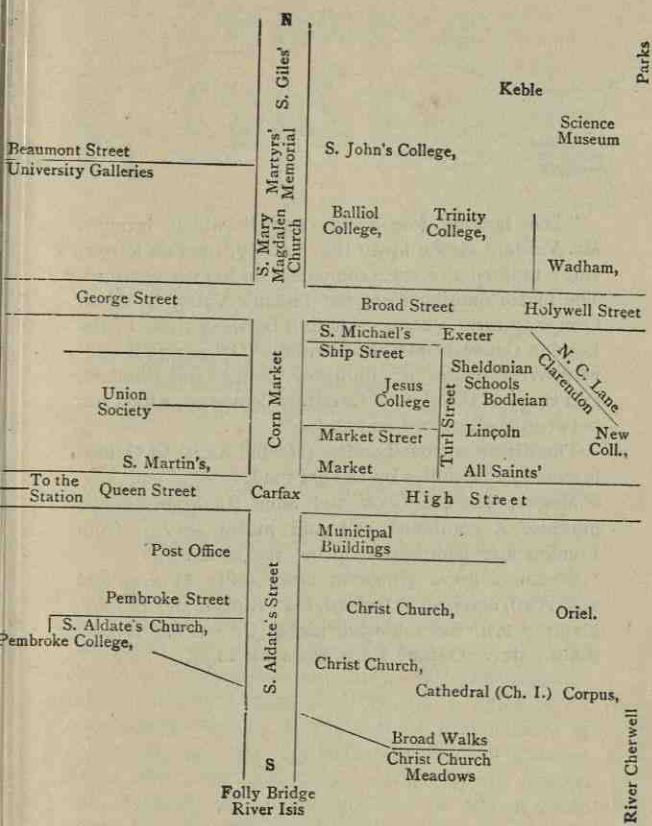 N
S. Giles'
Martyrs'
Memorial
S. Mary
Magdalen
Church
Parks
Keble
Science
Museum
Beaumont Street
University Galleries
S. John's College,
Balliol
College,
Trinity
College,
Wadham,
George Street
Broad Street
Holywell Street
S. Michael's
Exeter
Ship Street
N. C. Lane
Clarendon
Sheldonian
Schools
Bodleian
Jesus
College
Turl Street
Corn Market
Union
Society
Market Street
Lincoln
New
Coll.,
S. Martin's,
Market
All Saints'
To the
Station
Queen Street
Carfax
High Street
Post Office
Municipal
Buildings
S. Aldate's Street
Pembroke Street
S. Aldate's Church,
Pembroke College,
Christ Church,
Oriel.
Christ Church,
Cathedral (Ch. I.) Corpus,
Broad Walks
Christ Church
Meadows
River Cherwell
S
Folly Bridge
River Isis